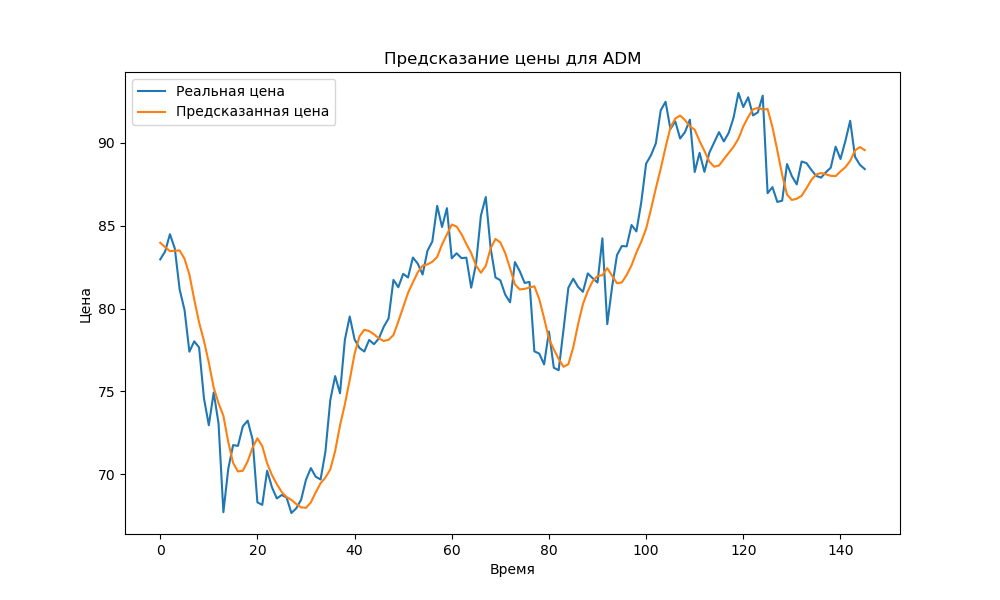 Предсказание цены для ADM
Реальная цена
Предсказанная цена
90
85
80
75
70
Цена
0 20 40 60 80 100 120 140
Время